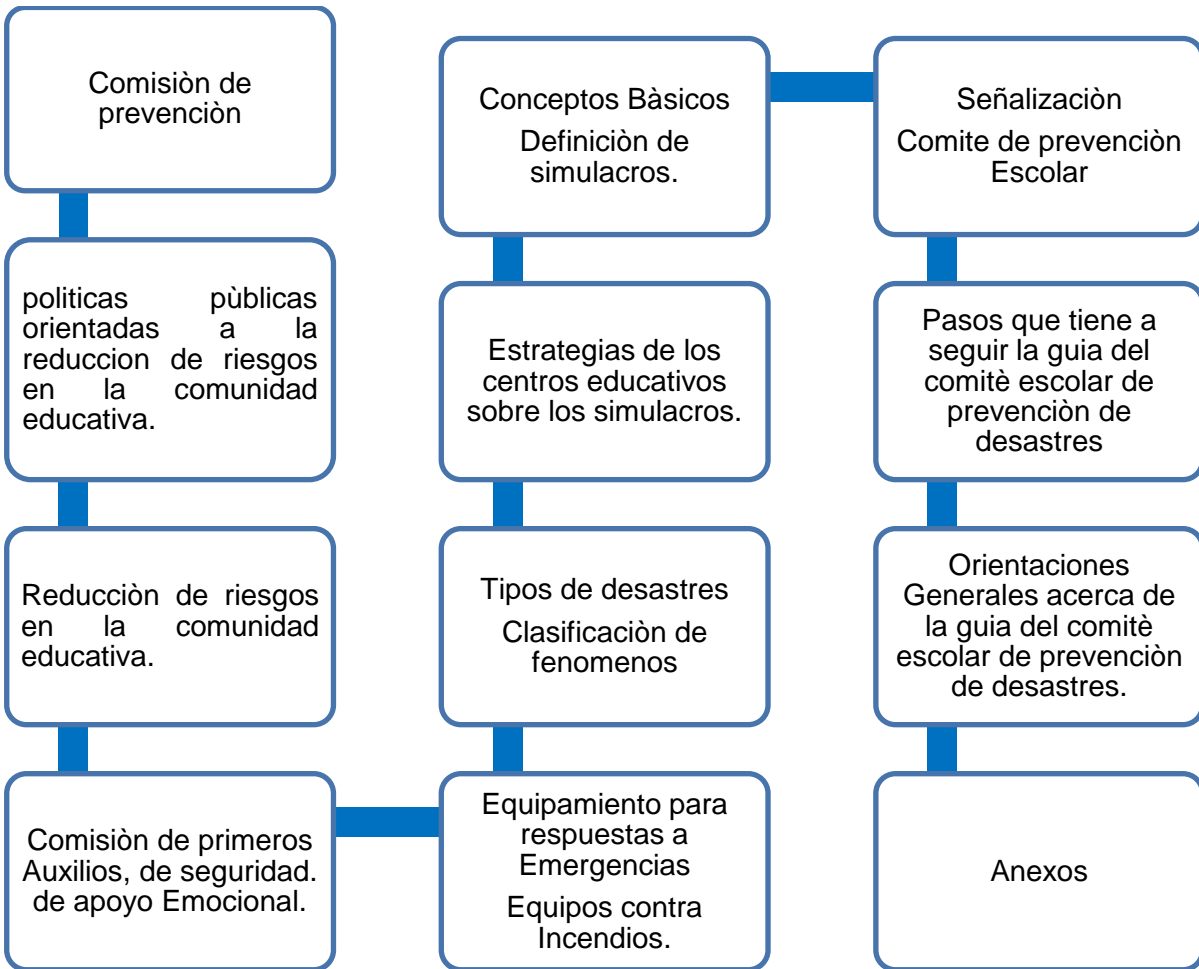 Comisiòn de
prevenciòn
politicas pùblicas
orientadas a la
reduccion de riesgos
en la comunidad
educativa.
Reducciòn de riesgos
en la comunidad
educativa.
Comisiòn de primeros
Auxilios, de seguridad.
de apoyo Emocional.
Equipamiento para
respuestas a
Emergencias
Equipos contra
Incendios.
Tipos de desastres
Clasificaciòn de
fenomenos
Estrategias de los
centros educativos
sobre los simulacros.
Conceptos Bàsicos
Definiciòn de
simulacros.
Señalizaciòn
Comite de prevenciòn
Escolar
Pasos que tiene a
seguir la guia del
comitè escolar de
prevenciòn de
desastres
Orientaciones
Generales acerca de
la guia del comitè
escolar de prevenciòn
de desastres.
Anexos